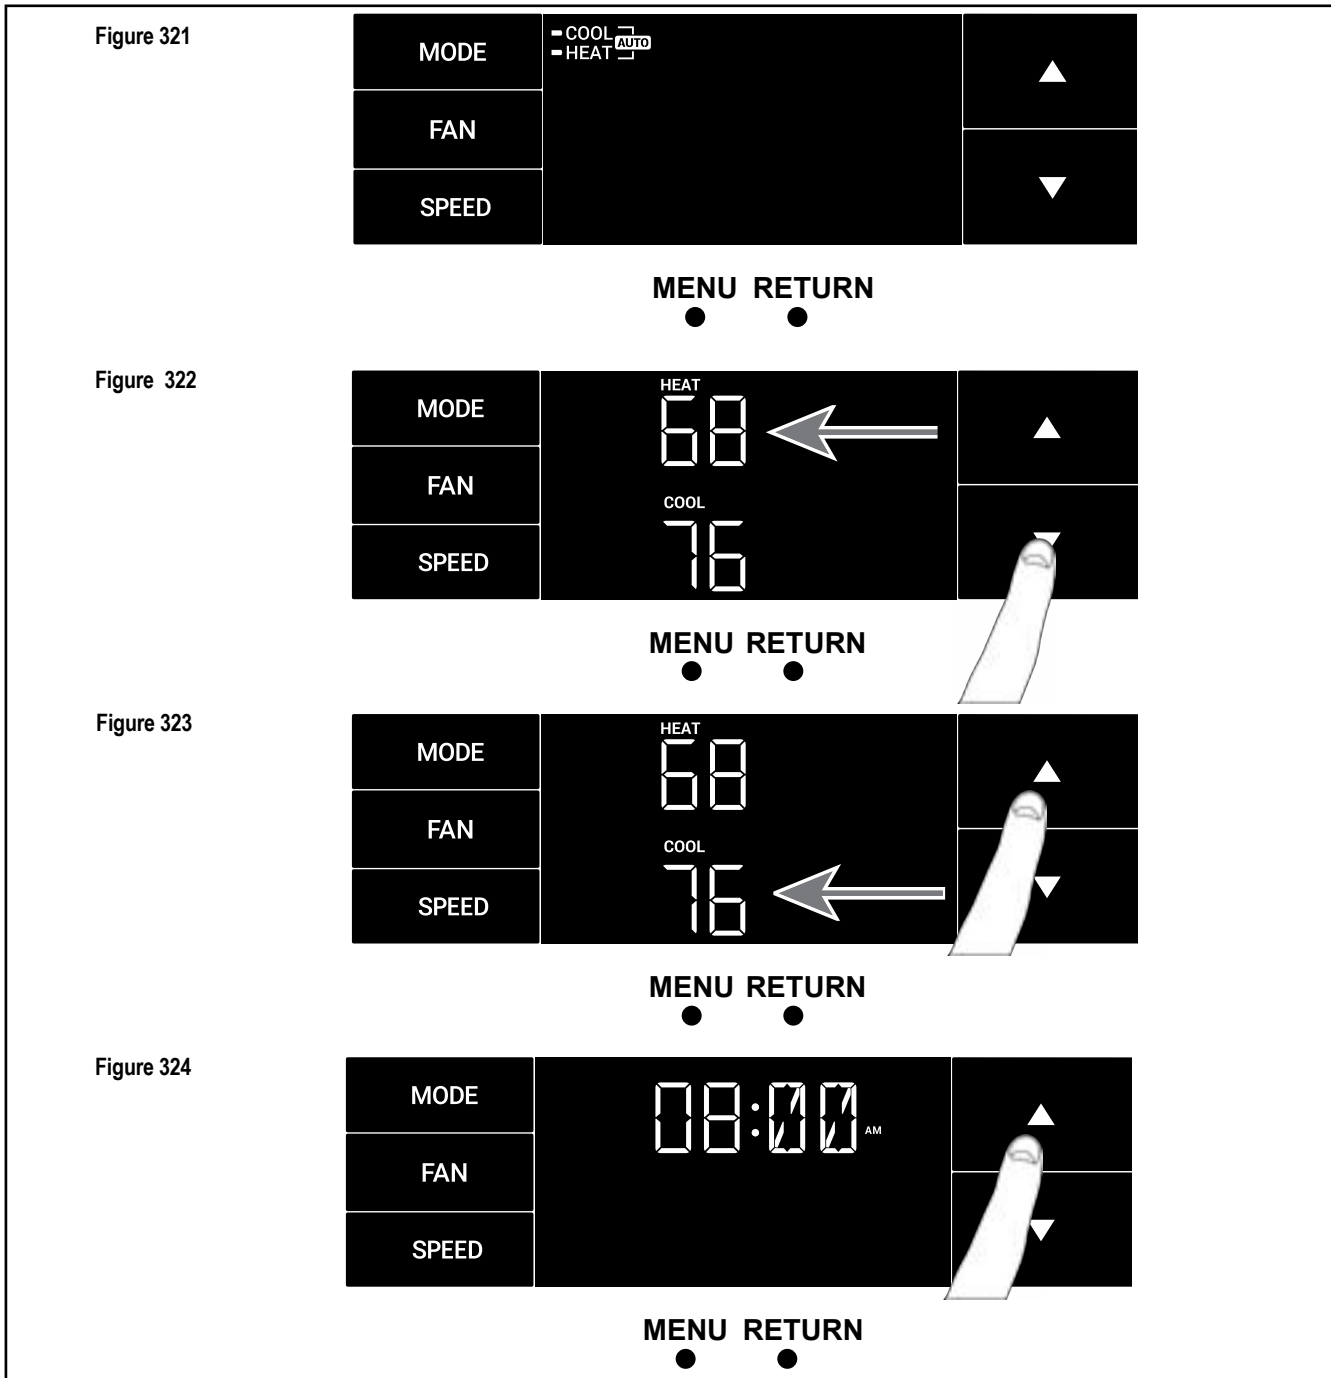 Figure 321
MODE
FAN
SPEED
COOL
AUTO
HEAT
MENU RETURN
Figure 322
MODE
FAN
SPEED
HEAT
68
COOL
76
MENU RETURN
Figure 323
MODE
FAN
SPEED
HEAT
68
COOL
76
MENU RETURN
Figure 324
MODE
FAN
SPEED
08:00 AM
MENU RETURN